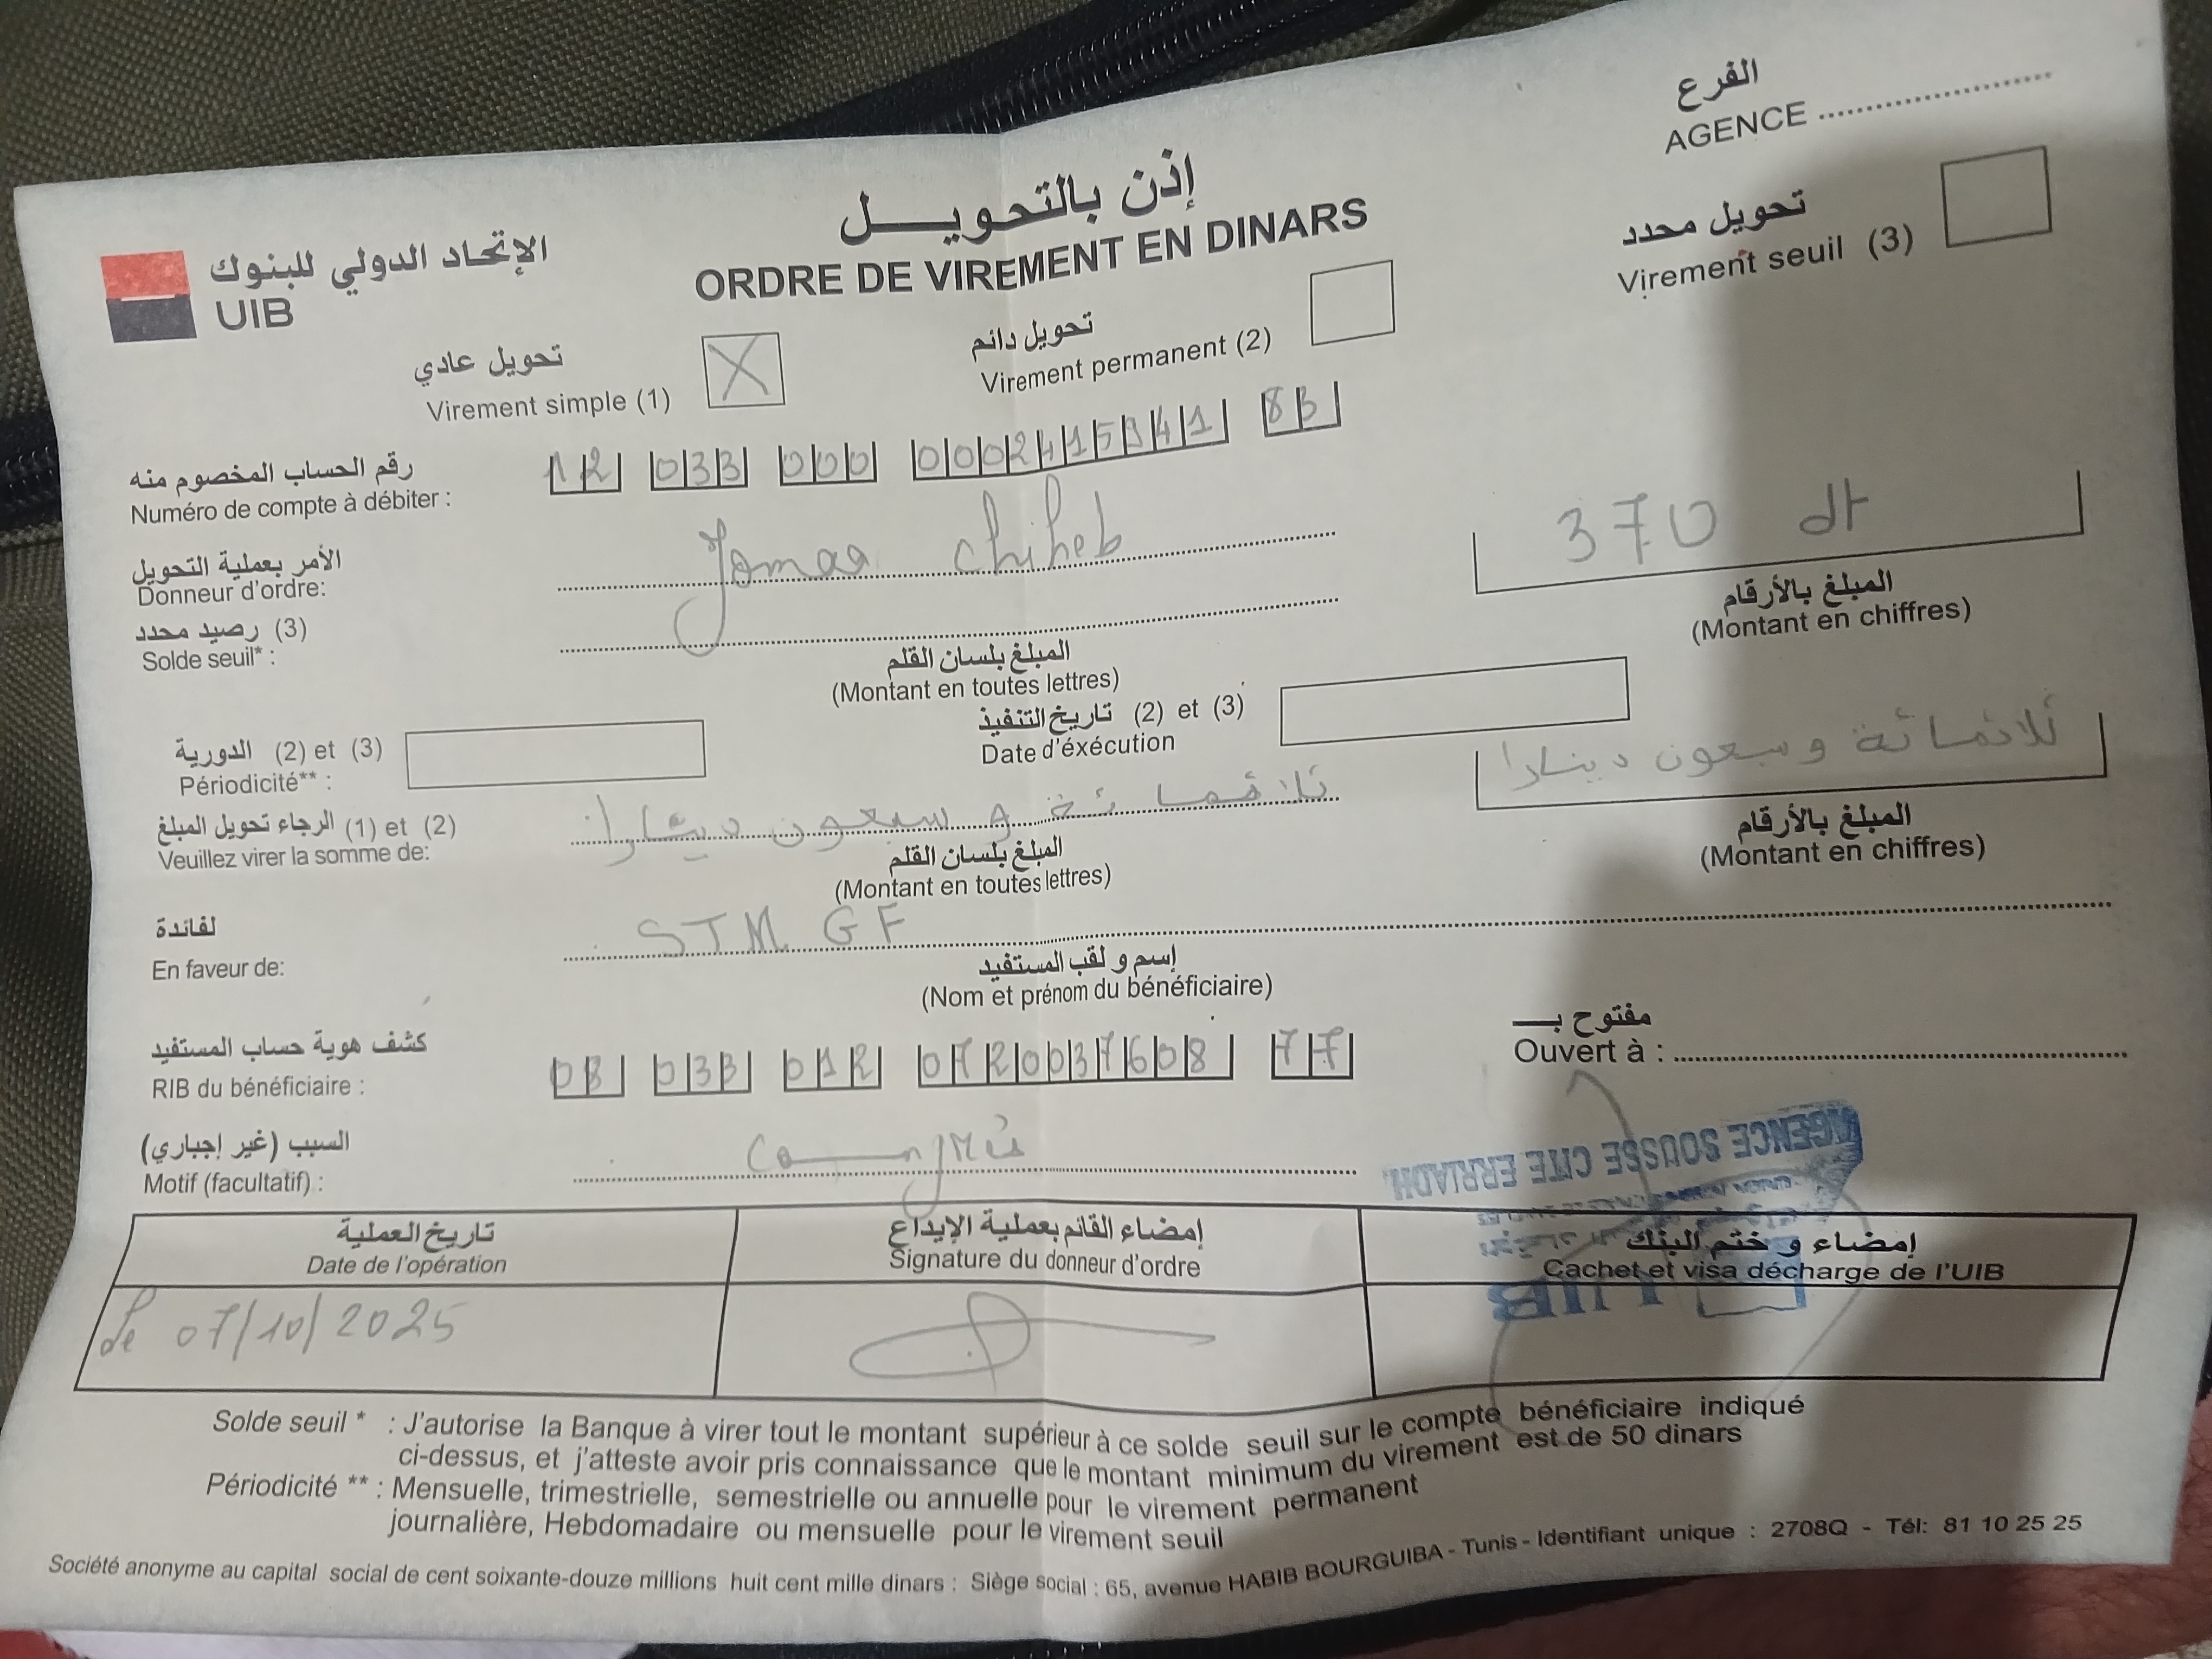 الفرع
AGENCE
إذن بالتحويل
ORDRE DE VIREMENT EN DINARS
الإتحاد الدولي للبنوك
UIB
تحويل عادي
Virement simple (1)
X
تحويل دائم
Virement permanent (2)
تحويل محدد
Virement seuil (3)
رقم الحساب المخصوم منه
Numéro de compte à débiter :
12 033 000 0002415941 83
الأمر بعملية التحويل
Donneur d'ordre:
Jomaa chiheb
370 dt
المبلغ بالأرقام
(Montant en chiffres)
رصيد محدد (3)
Solde seuil* :
المبلغ بلسان القلم
(Montant en toutes lettres)
الدورية (2) et (3)
Périodicité** :
تاريخ التنفيذ (2) et (3)
Date d'éxécution
الرجاء تحويل المبلغ (1) et (2)
Veuillez virer la somme de:
ثلاثمائة و سبعون دينارا
المبلغ بلسان القلم
(Montant en toutes lettres)
ثلاثمائة و سبعون دينارا
المبلغ بالأرقام
(Montant en chiffres)
لفائدة
En faveur de:
STM GF
إسم و لقب المستفيد
(Nom et prénom du bénéficiaire)
كشف هوية حساب المستفيد
RIB du bénéficiaire :
08 033 012 0720037608 77
مفتوح بـ
Ouvert à :
السبب (غير إجباري)
Motif (facultatif) :
AGENCE SOUSSE CITE ERRIADH
UIB
تاريخ العملية
Date de l'opération
le 07/10/2025
إمضاء القائم بعملية الإيداع
Signature du donneur d'ordre
إمضاء و ختم البنك
Cachet et visa décharge de l'UIB
Solde seuil * : J'autorise la Banque à virer tout le montant supérieur à ce solde seuil sur le compte bénéficiaire indiqué
ci-dessus, et j'atteste avoir pris connaissance que le montant minimum du virement est de 50 dinars
Périodicité ** : Mensuelle, trimestrielle, semestrielle ou annuelle pour le virement permanent
journalière, Hebdomadaire ou mensuelle pour le virement seuil
Société anonyme au capital social de cent soixante-douze millions huit cent mille dinars : Siège social : 65, avenue HABIB BOURGUIBA - Tunis - Identifiant unique : 2708Q - Tél: 81 10 25 25